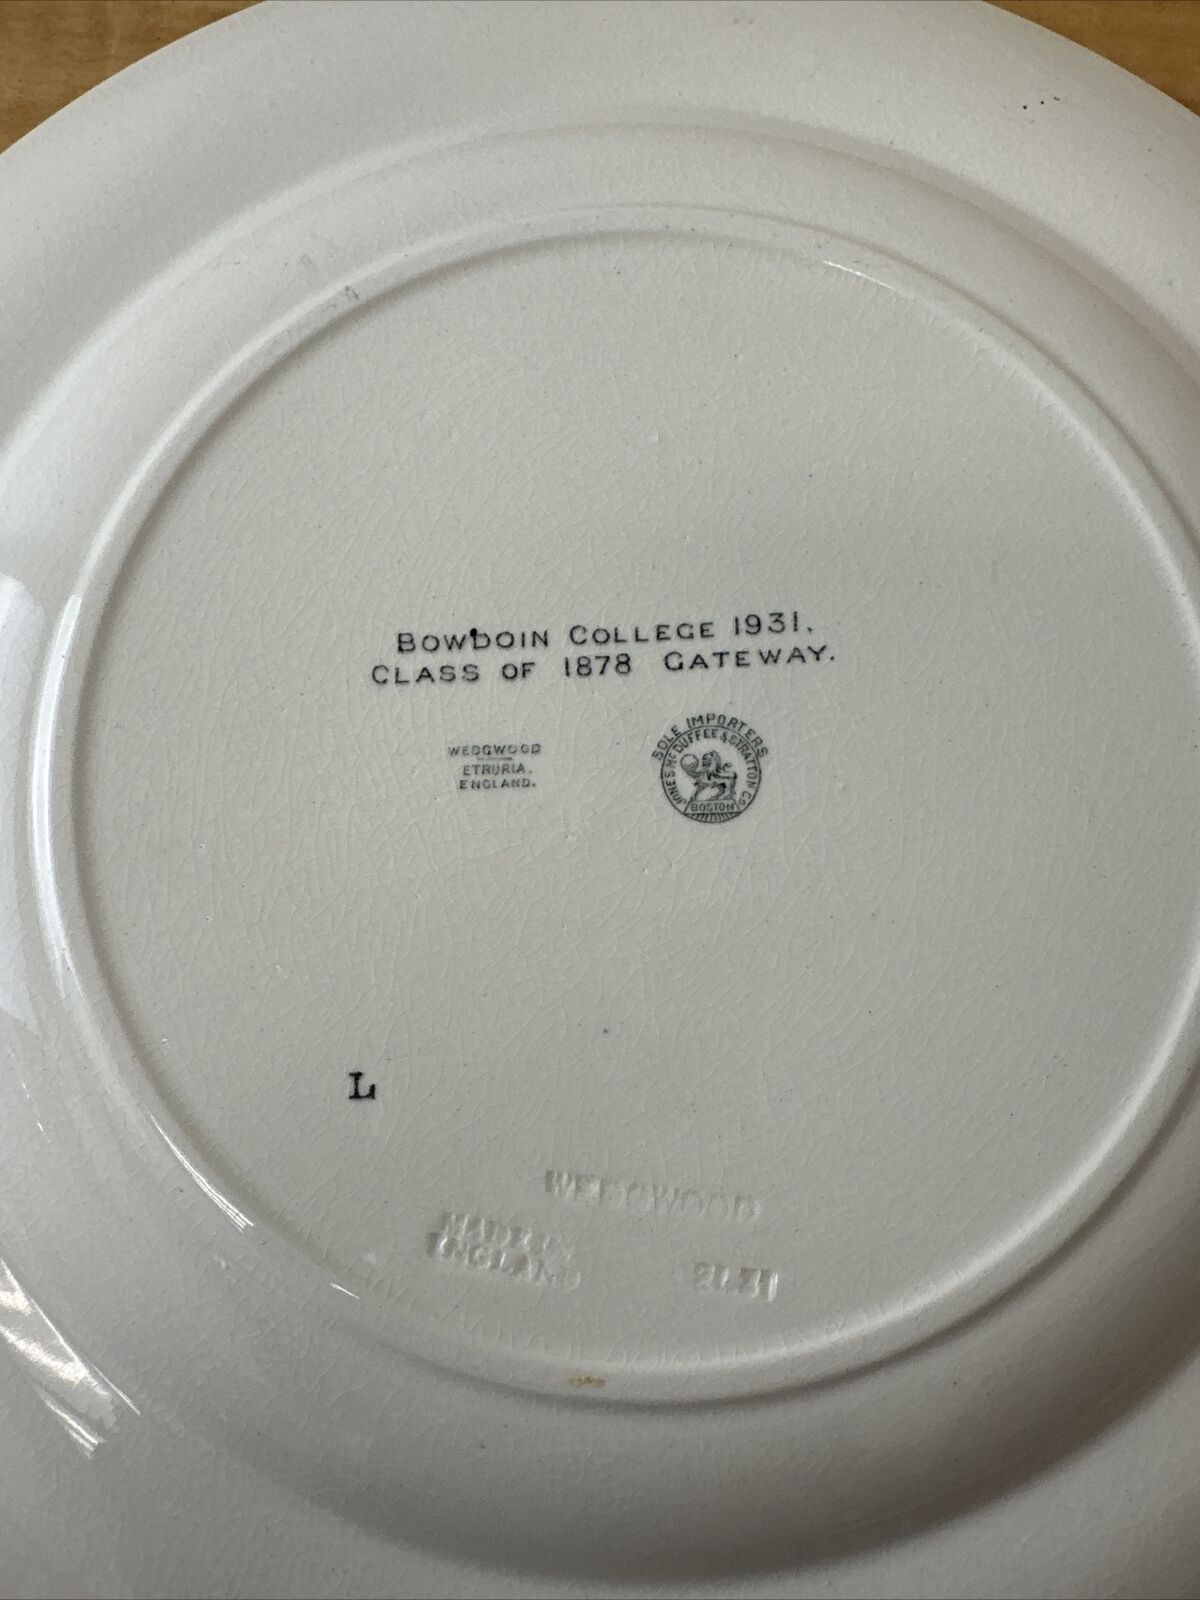 BOWDOIN COLLEGE 1931.
CLASS OF 1878 GATEWAY.
WEDGWOOD
ETRURIA.
ENGLAND.
SOLE IMPORTERS
JONES McDUFFEE & STRATTON CO.
BOSTON
L
WEDGWOOD
MADE IN
ENGLAND